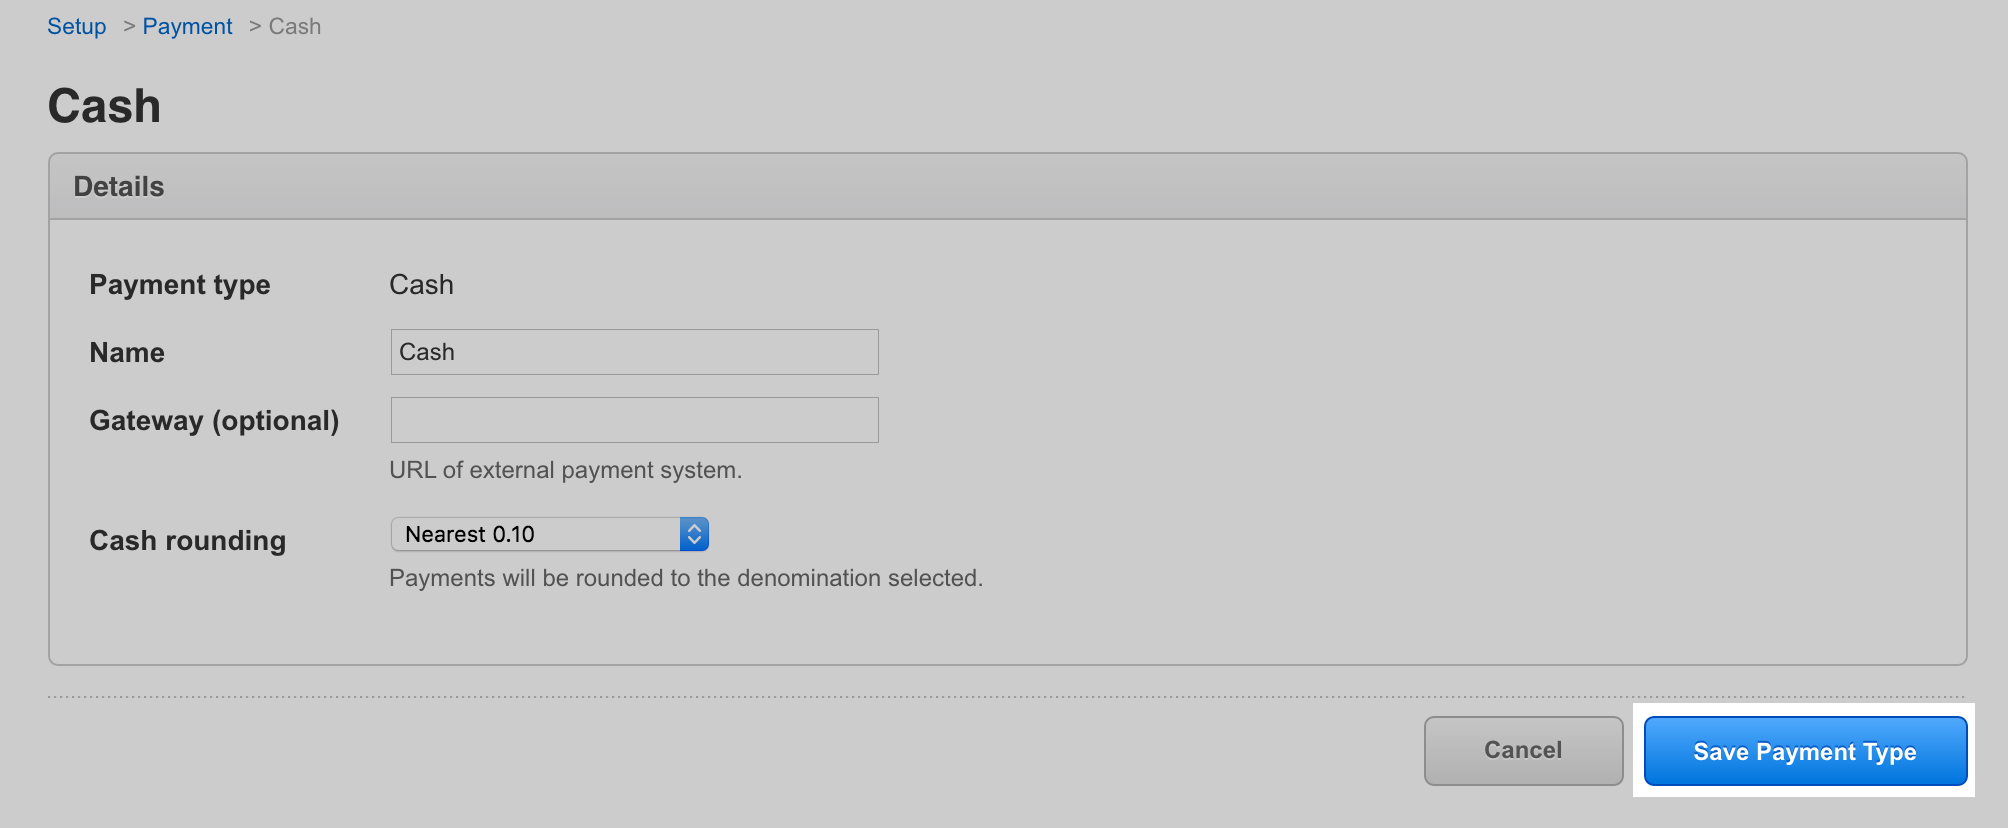 Setup > Payment > Cash
Cash
Details
Payment type Cash
Name Cash
Gateway (optional)
URL of external payment system.
Cash rounding Nearest 0.10
Payments will be rounded to the denomination selected.
Cancel Save Payment Type